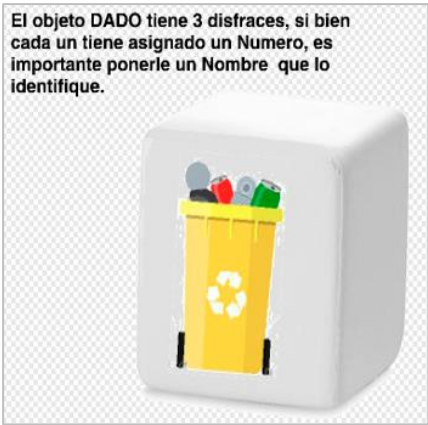 El objeto DADO tiene 3 disfraces, si bien
cada un tiene asignado un Numero, es
importante ponerle un Nombre que lo
identifique.